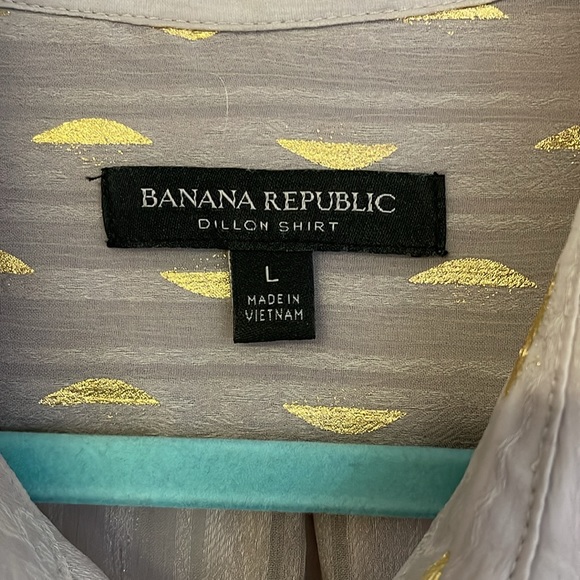 BANANA REPUBLIC
DILLON SHIRT
L
MADE IN
VIETNAM